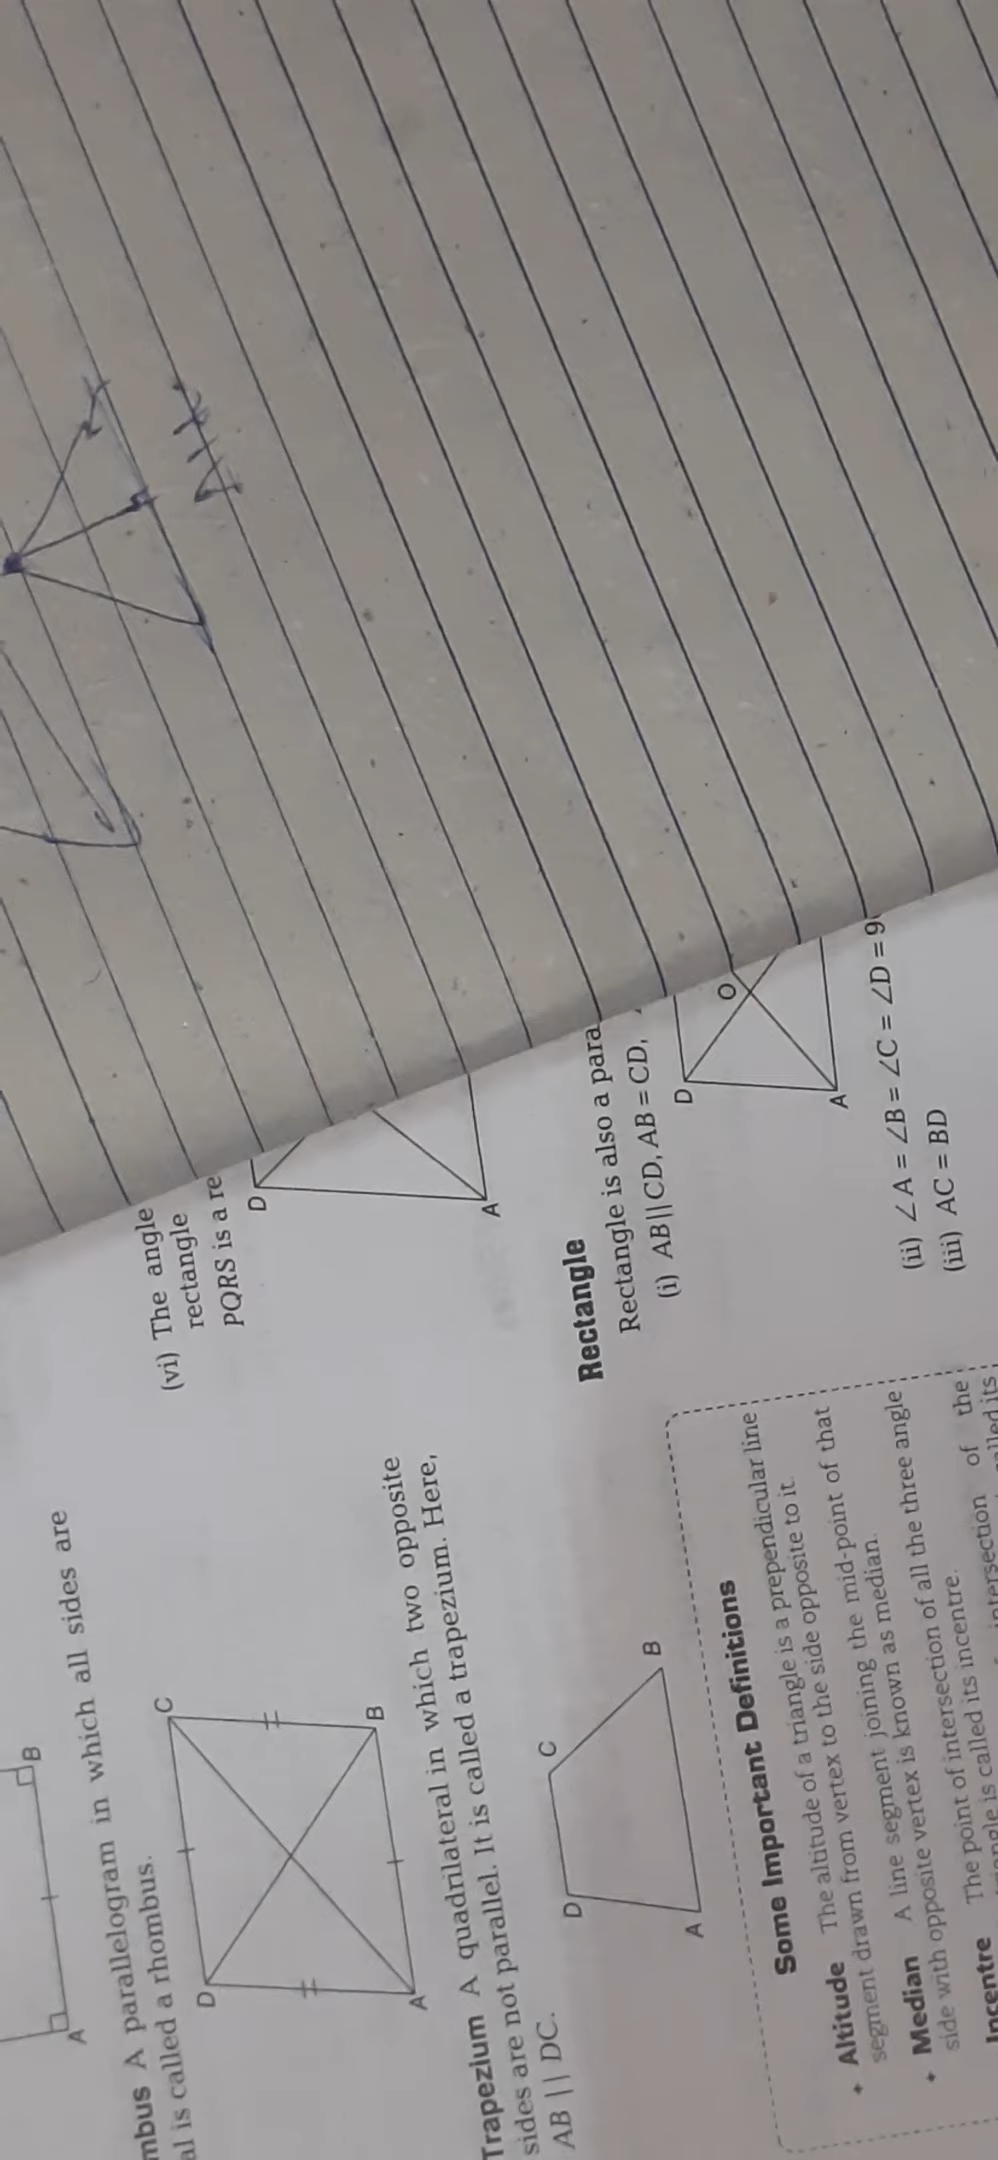 A
B
mbus A parallelogram in which all sides are
al is called a rhombus.
D
C
A
B
Trapezium A quadrilateral in which two opposite
sides are not parallel. It is called a trapezium. Here,
AB || DC.
D
C
A
B
Some Important Definitions
• Altitude The altitude of a triangle is a prependicular line
segment drawn from vertex to the side opposite to it.
• Median A line segment joining the mid-point of that
side with opposite vertex is known as median.
Incentre The point of intersection of all the three angle
is called its incentre.
intersection of the
its
(vi) The angle
rectangle
PQRS is a re
D
A
Rectangle
Rectangle is also a para
(i) AB || CD, AB = CD,
D
O
A
(ii) ∠A = ∠B = ∠C = ∠D = 9
(iii) AC = BD